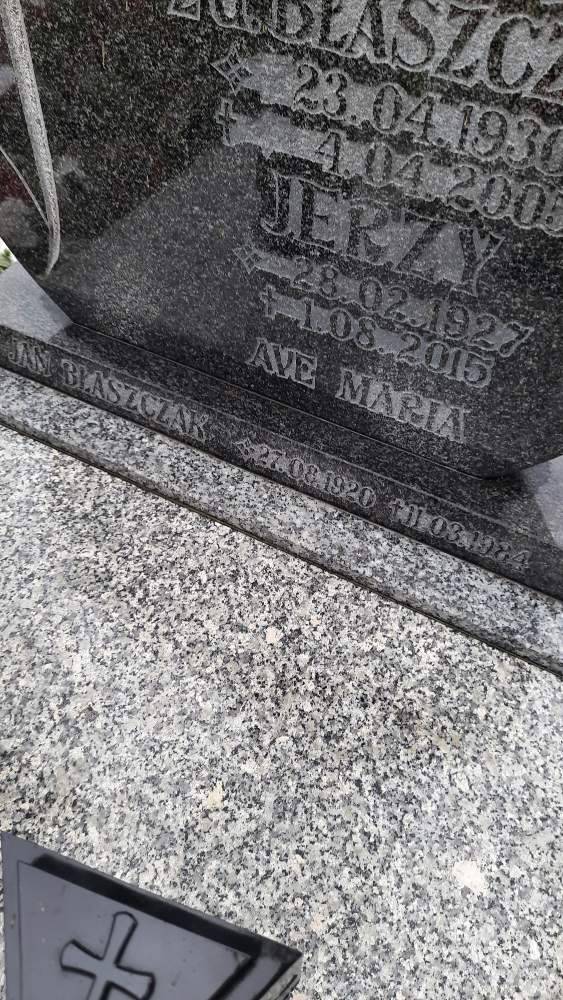 Z D. BŁASZCZ
23.04.1930
† 4.04.2005
JERZY
28.02.1927
† 1.08.2015
AVE MARIA
JAN BŁASZCZAK 27.08.1920 † 11.03.1984